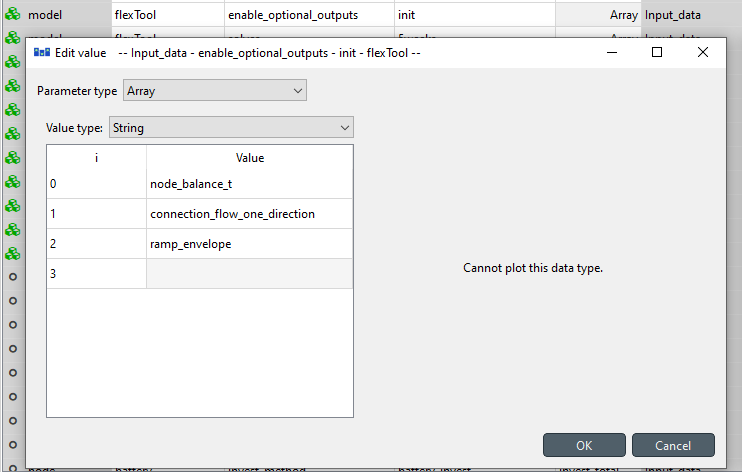 model flexTool enable_optional_outputs init Array Input_data
Edit value -- Input_data - enable_optional_outputs - init - flexTool --
Parameter type Array
Value type: String
i Value
0 node_balance_t
1 connection_flow_one_direction
2 ramp_envelope
3
Cannot plot this data type.
OK Cancel